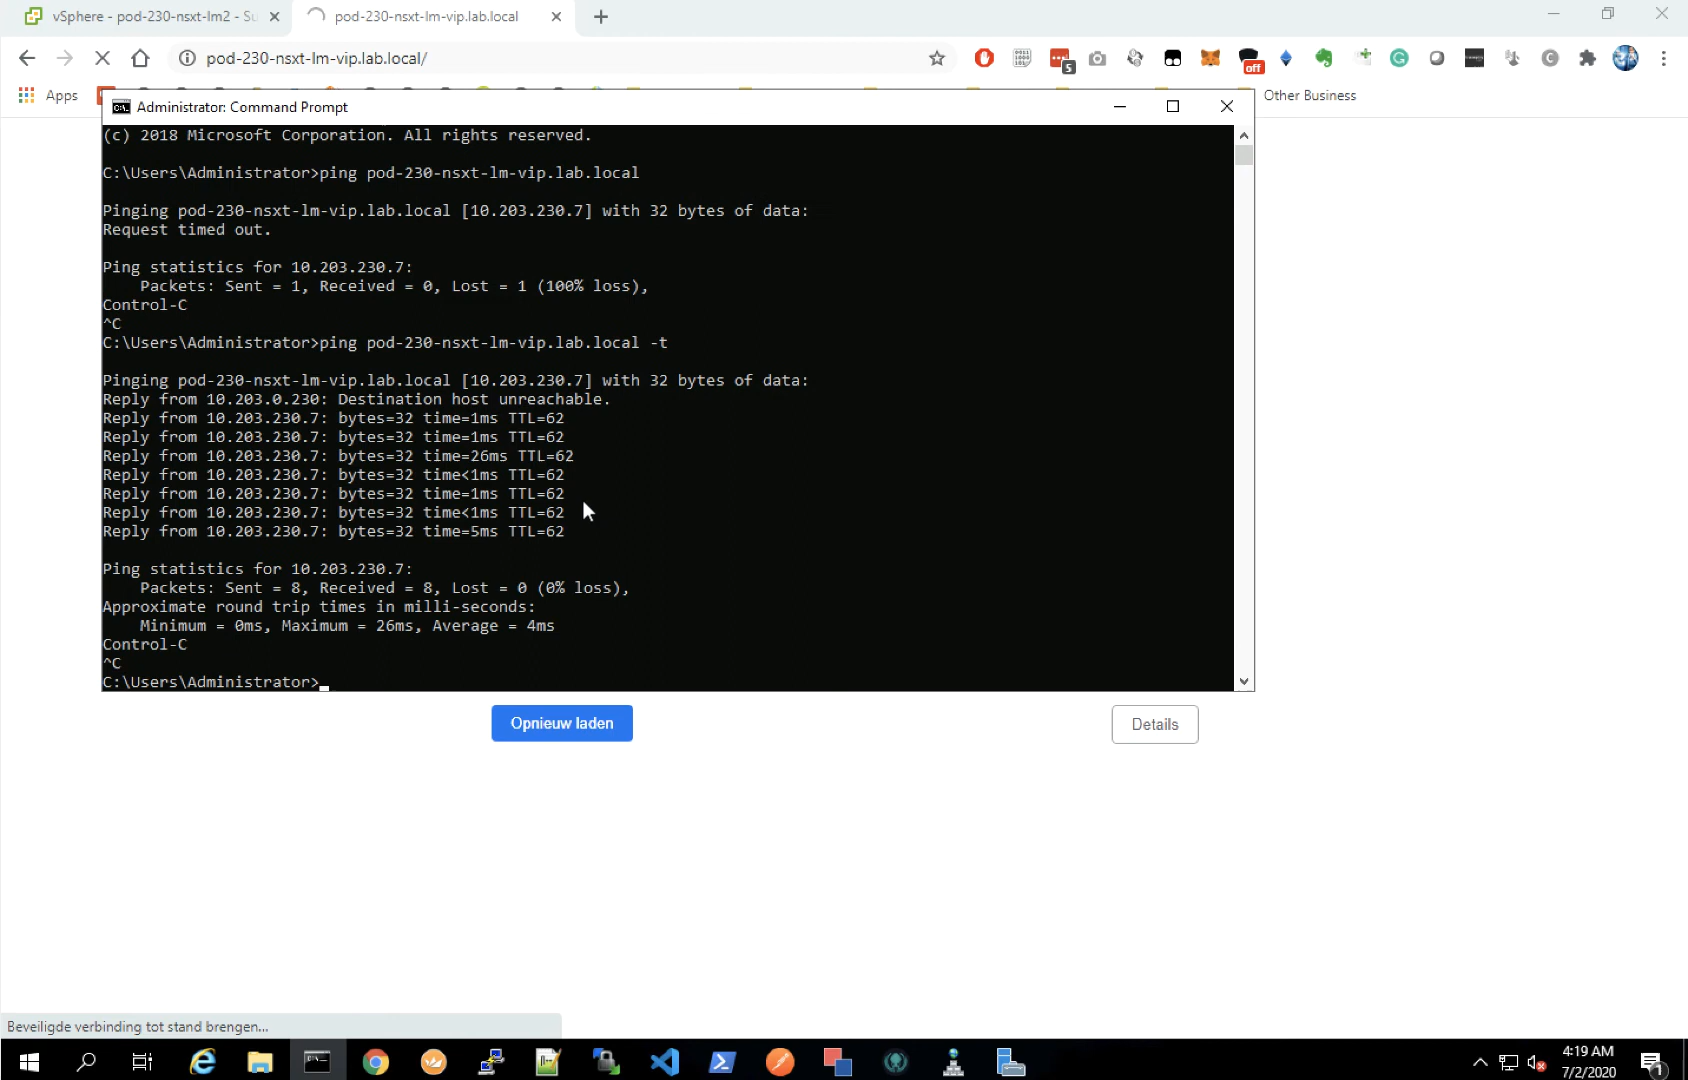 vSphere - pod-230-nsxt-lm2 - Su
pod-230-nsxt-lm-vip.lab.local
pod-230-nsxt-lm-vip.lab.local/
5
off
Apps
Other Business
Administrator: Command Prompt
(c) 2018 Microsoft Corporation. All rights reserved.
C:\Users\Administrator>ping pod-230-nsxt-lm-vip.lab.local
Pinging pod-230-nsxt-lm-vip.lab.local [10.203.230.7] with 32 bytes of data:
Request timed out.
Ping statistics for 10.203.230.7:
Packets: Sent = 1, Received = 0, Lost = 1 (100% loss),
Control-C
^C
C:\Users\Administrator>ping pod-230-nsxt-lm-vip.lab.local -t
Pinging pod-230-nsxt-lm-vip.lab.local [10.203.230.7] with 32 bytes of data:
Reply from 10.203.0.230: Destination host unreachable.
Reply from 10.203.230.7: bytes=32 time=1ms TTL=62
Reply from 10.203.230.7: bytes=32 time=1ms TTL=62
Reply from 10.203.230.7: bytes=32 time=26ms TTL=62
Reply from 10.203.230.7: bytes=32 time<1ms TTL=62
Reply from 10.203.230.7: bytes=32 time=1ms TTL=62
Reply from 10.203.230.7: bytes=32 time<1ms TTL=62
Reply from 10.203.230.7: bytes=32 time=5ms TTL=62
Ping statistics for 10.203.230.7:
Packets: Sent = 8, Received = 8, Lost = 0 (0% loss),
Approximate round trip times in milli-seconds:
Minimum = 0ms, Maximum = 26ms, Average = 4ms
Control-C
^C
C:\Users\Administrator>
Opnieuw laden
Details
Beveiligde verbinding tot stand brengen...
4:19 AM
7/2/2020
1